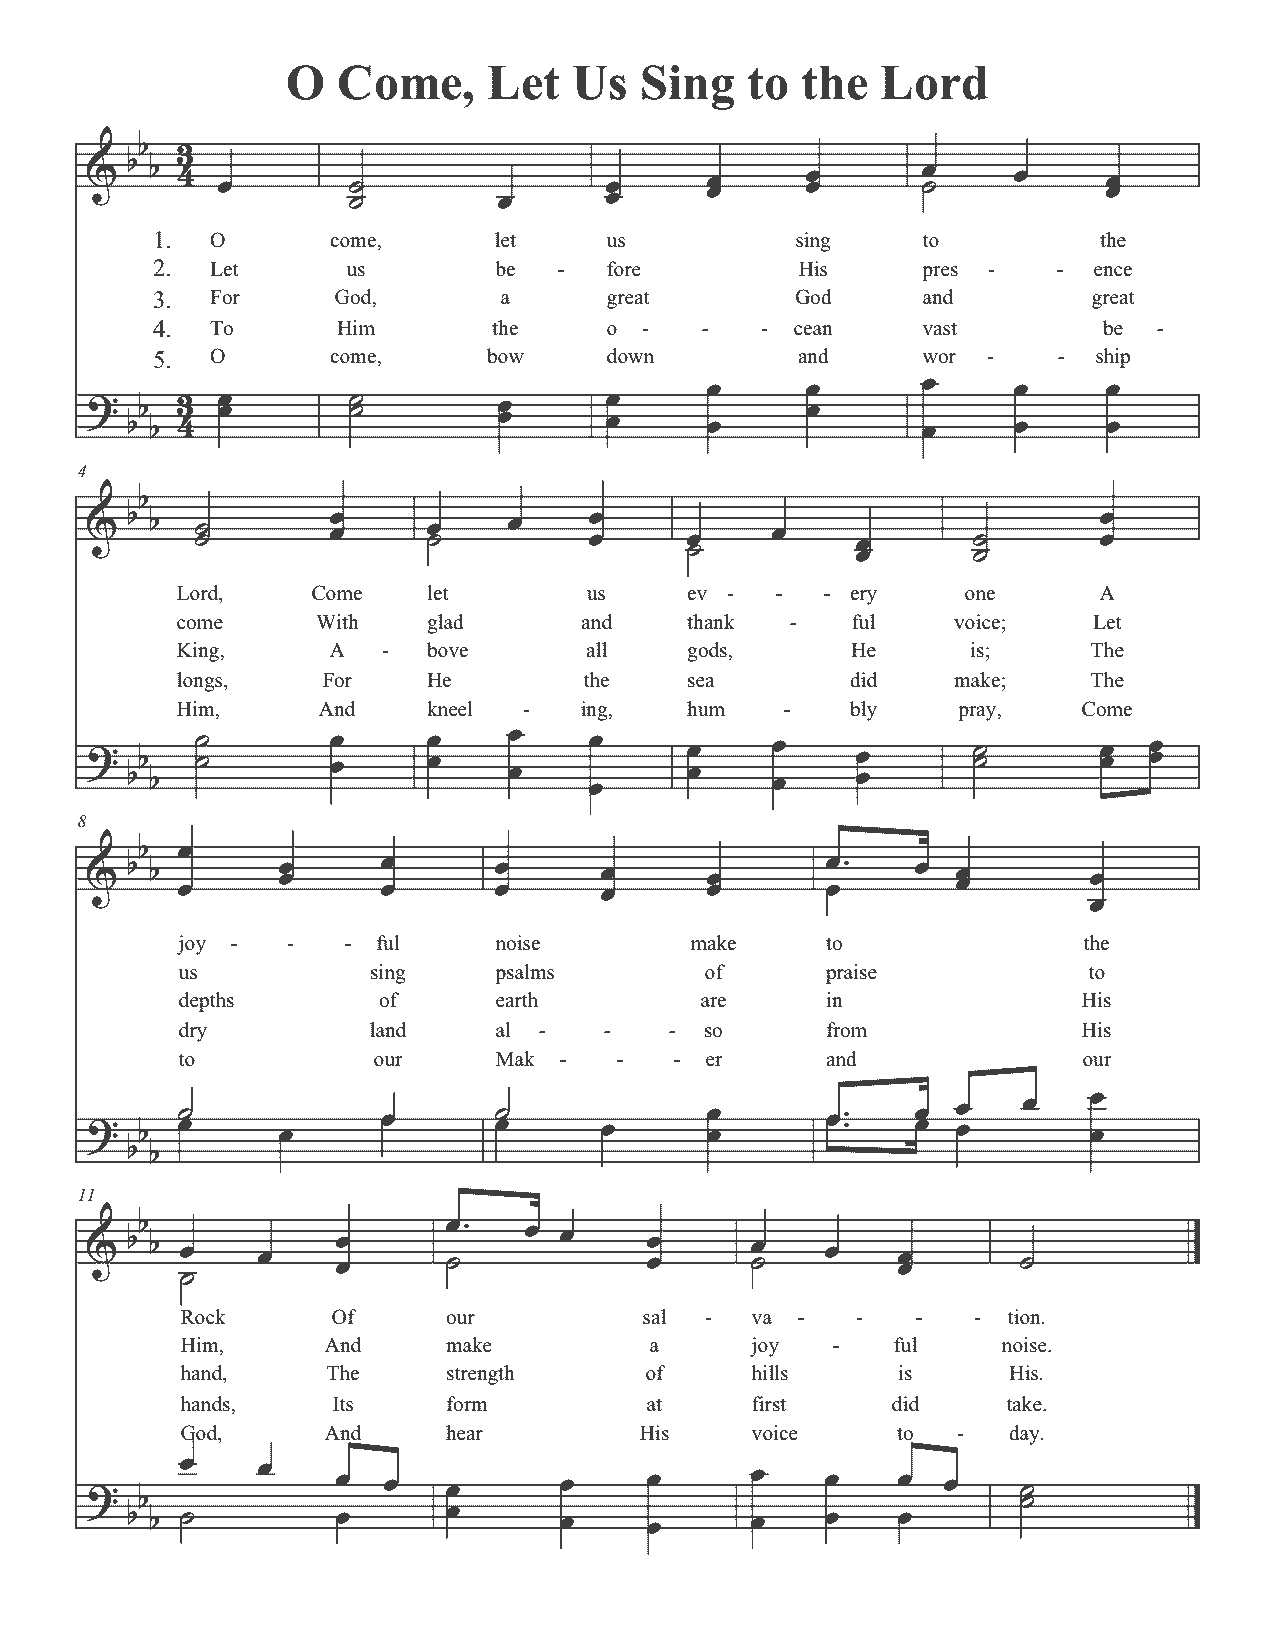 O Come, Let Us Sing to the Lord
3
4
1. O come, let us sing to the
2. Let us be - fore His pres - - ence
3. For God, a great God and great
4. To Him the o - - - cean vast be -
5. O come, bow down and wor - - ship
3
4
4
Lord, Come let us ev - - - ery one A
come With glad and thank - ful voice; Let
King, A - bove all gods, He is; The
longs, For He the sea did make; The
Him, And kneel - ing, hum - bly pray, Come
8
joy - - - ful noise make to the
us sing psalms of praise to
depths of earth are in His
dry land al - - - so from His
to our Mak - - - er and our
11
Rock Of our sal - va - - - - tion.
Him, And make a joy - ful noise.
hand, The strength of hills is His.
hands, Its form at first did take.
God, And hear His voice to - day.